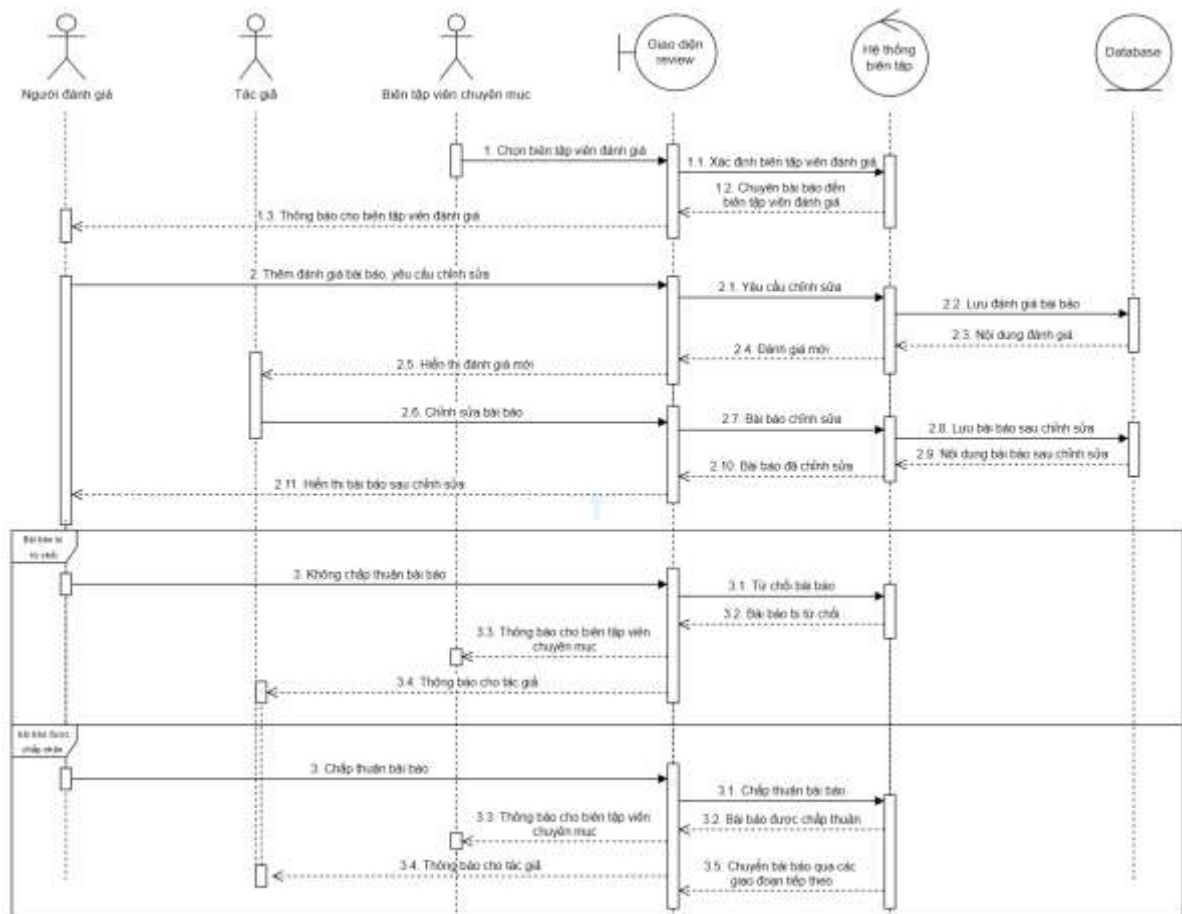 Người đánh giá
Tác giả
Biên tập viên chuyên mục
Giao diện
review
Hệ thống
biên tập
Database
1. Chọn biên tập viên đánh giá
1.1. Xác định biên tập viên đánh giá
1.2. Chuyển bài báo đến
biên tập viên đánh giá
1.3. Thông báo cho biên tập viên đánh giá
2. Thêm đánh giá bài báo, yêu cầu chỉnh sửa
2.1. Yêu cầu chỉnh sửa
2.2. Lưu đánh giá bài báo
2.3. Nội dung đánh giá
2.4. Đánh giá mới
2.5. Hiển thị đánh giá mới
2.6. Chỉnh sửa bài báo
2.7. Bài báo chỉnh sửa
2.8. Lưu bài báo sau chỉnh sửa
2.9. Nội dung bài báo sau chỉnh sửa
2.10. Bài báo đã chỉnh sửa
2.11. Hiển thị bài báo sau chỉnh sửa
Bài báo bị
từ chối
3. Không chấp thuận bài báo
3.1. Từ chối bài báo
3.2. Bài báo bị từ chối
3.3. Thông báo cho biên tập viên
chuyên mục
3.4. Thông báo cho tác giả
Bài báo được
chấp nhận
3. Chấp thuận bài báo
3.1. Chấp thuận bài báo
3.2. Bài báo được chấp thuận
3.3. Thông báo cho biên tập viên
chuyên mục
3.4. Thông báo cho tác giả
3.5. Chuyển bài báo qua các
giao đoạn tiếp theo